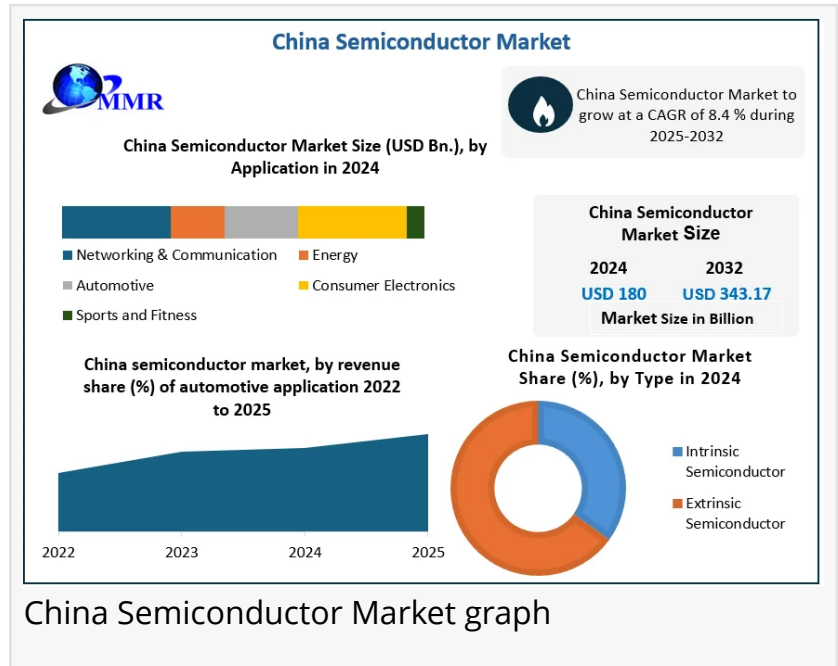 China Semiconductor Market
MMR
China Semiconductor Market to
grow at a CAGR of 8.4 % during
2025-2032
China Semiconductor Market Size (USD Bn.), by
Application in 2024
Networking & Communication
Energy
Automotive
Consumer Electronics
Sports and Fitness
China Semiconductor
Market Size
2024 2032
USD 180 USD 343.17
Market Size in Billion
China semiconductor market, by revenue
share (%) of automotive application 2022
to 2025
2022 2023 2024 2025
China Semiconductor Market
Share (%), by Type in 2024
Intrinsic
Semiconductor
Extrinsic
Semiconductor
China Semiconductor Market graph